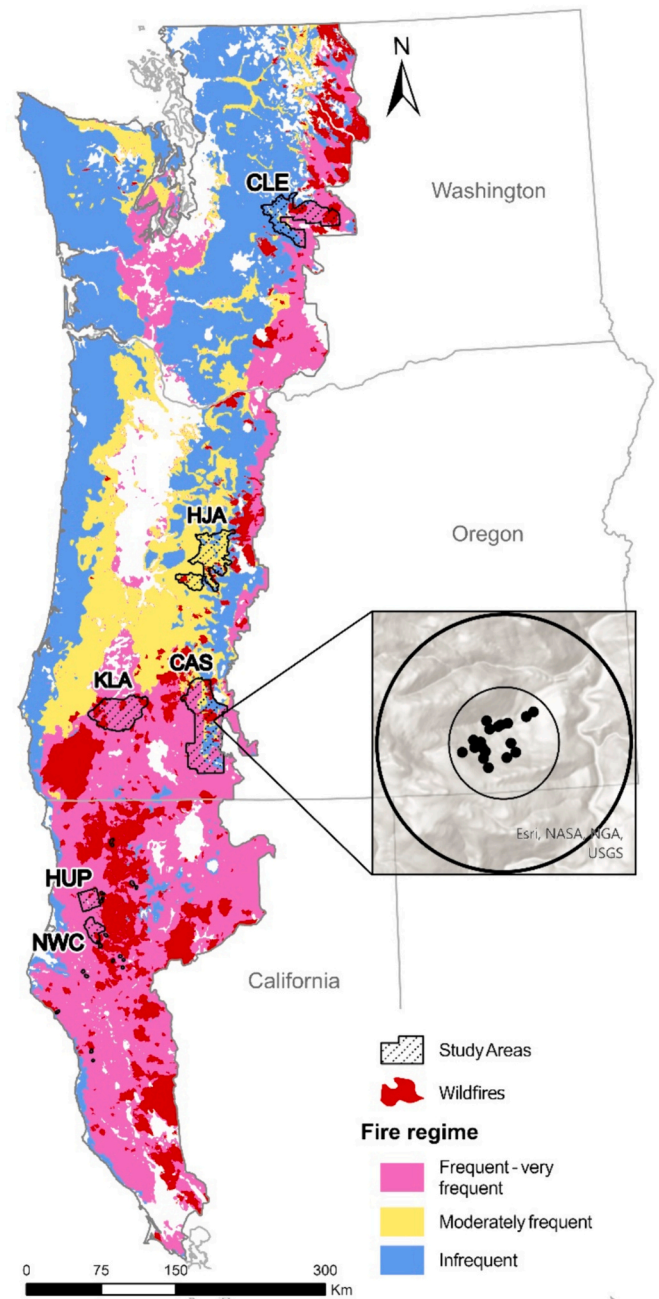 N
CLE
Washington
HJA
Oregon
CAS
KLA
Esri, NASA, NGA,
USGS
HUP
NWC
California
Study Areas
Wildfires
Fire regime
Frequent - very
frequent
Moderately frequent
Infrequent
0 75 150 300
Km